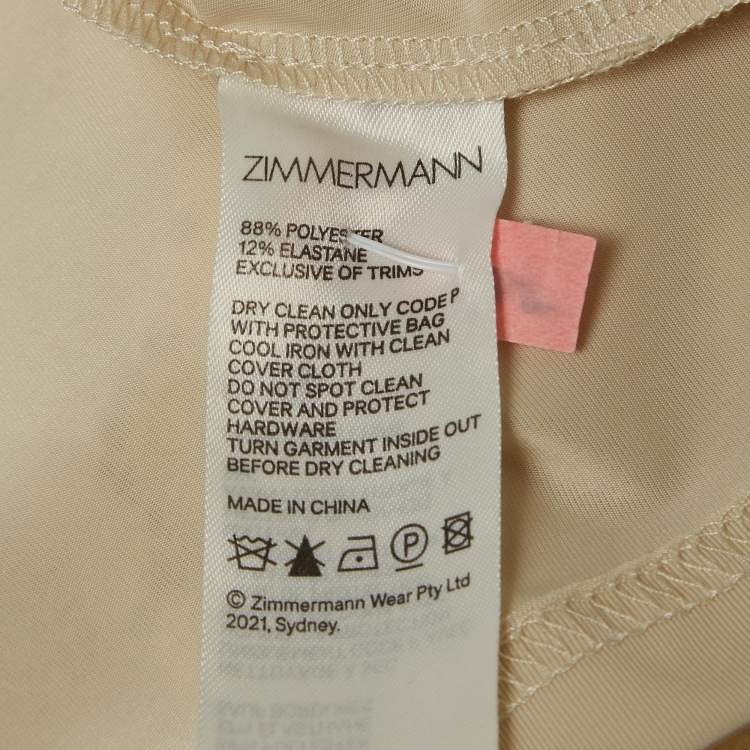 ZIMMERMANN
88% POLYESTER
12% ELASTANE
EXCLUSIVE OF TRIMS
DRY CLEAN ONLY CODE P
WITH PROTECTIVE BAG
COOL IRON WITH CLEAN
COVER CLOTH
DO NOT SPOT CLEAN
COVER AND PROTECT
HARDWARE
TURN GARMENT INSIDE OUT
BEFORE DRY CLEANING
MADE IN CHINA
P
© Zimmermann Wear Pty Ltd
2021, Sydney.